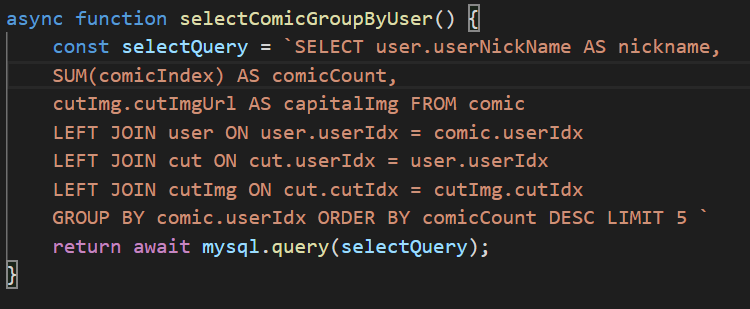 async function selectComicGroupByUser() {
const selectQuery = `SELECT user.userNickName AS nickname,
SUM(comicIndex) AS comicCount,
cutImg.cutImgUrl AS capitalImg FROM comic
LEFT JOIN user ON user.userIdx = comic.userIdx
LEFT JOIN cut ON cut.userIdx = user.userIdx
LEFT JOIN cutImg ON cut.cutIdx = cutImg.cutIdx
GROUP BY comic.userIdx ORDER BY comicCount DESC LIMIT 5 `
return await mysql.query(selectQuery);
}